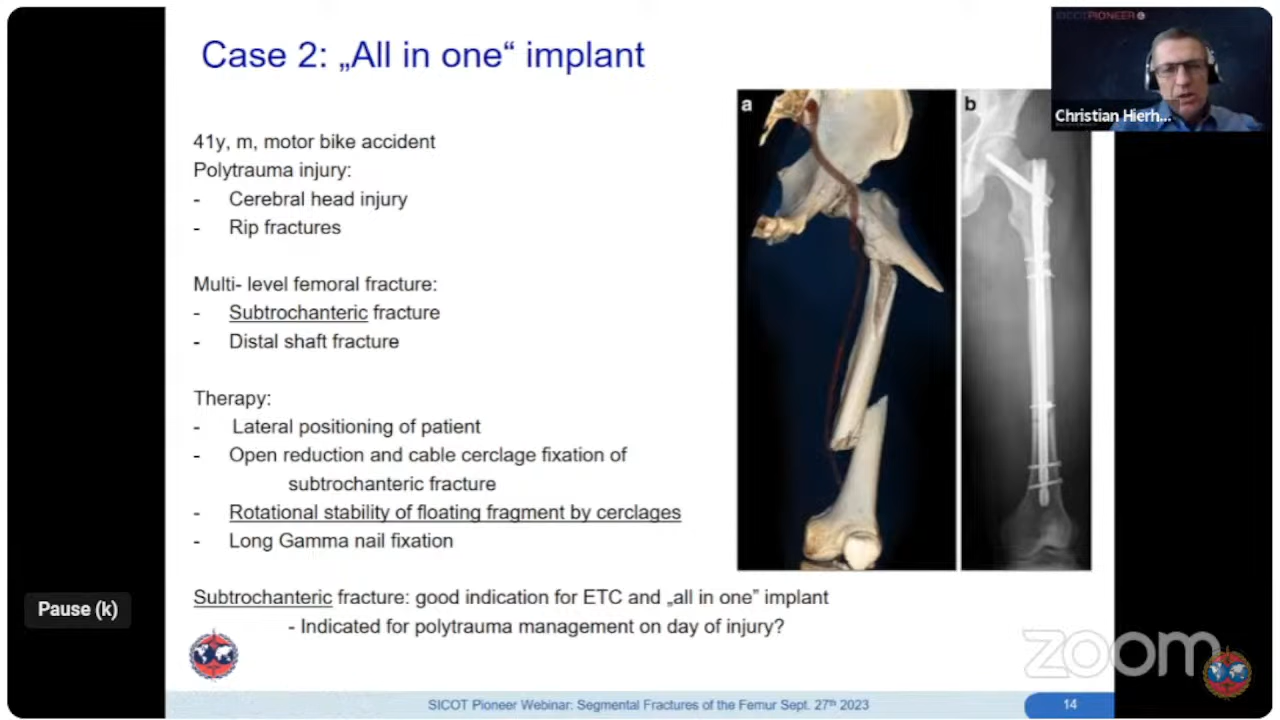 Case 2: „All in one“ implant
SICOTPIONEER
Christian Hierh...
a
b
41y, m, motor bike accident
Polytrauma injury:
- Cerebral head injury
- Rip fractures
Multi- level femoral fracture:
- Subtrochanteric fracture
- Distal shaft fracture
Therapy:
- Lateral positioning of patient
- Open reduction and cable cerclage fixation of
subtrochanteric fracture
- Rotational stability of floating fragment by cerclages
- Long Gamma nail fixation
Pause (k)
Subtrochanteric fracture: good indication for ETC and „all in one” implant
- Indicated for polytrauma management on day of injury?
zoom
SICOT Pioneer Webinar: Segmental Fractures of the Femur Sept. 27th 2023
14